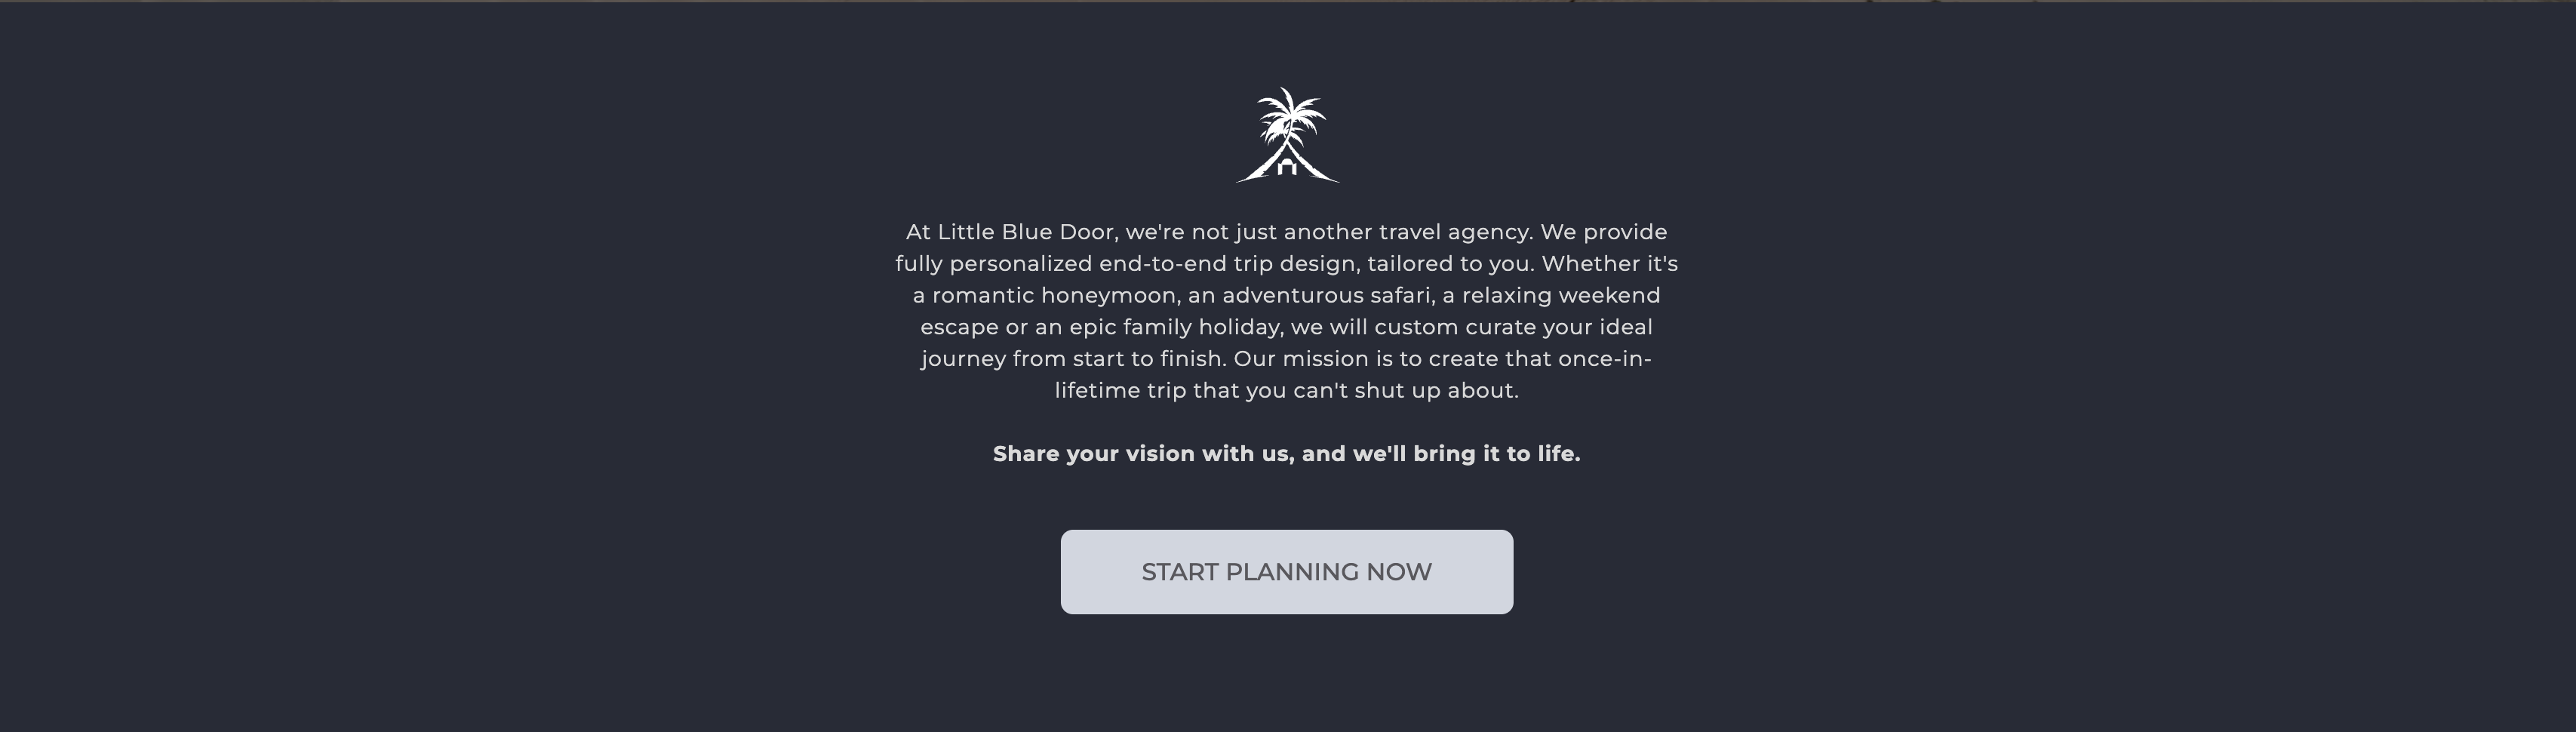 At Little Blue Door, we're not just another travel agency. We provide
fully personalized end-to-end trip design, tailored to you. Whether it's
a romantic honeymoon, an adventurous safari, a relaxing weekend
escape or an epic family holiday, we will custom curate your ideal
journey from start to finish. Our mission is to create that once-in-
lifetime trip that you can't shut up about.
Share your vision with us, and we'll bring it to life.
START PLANNING NOW